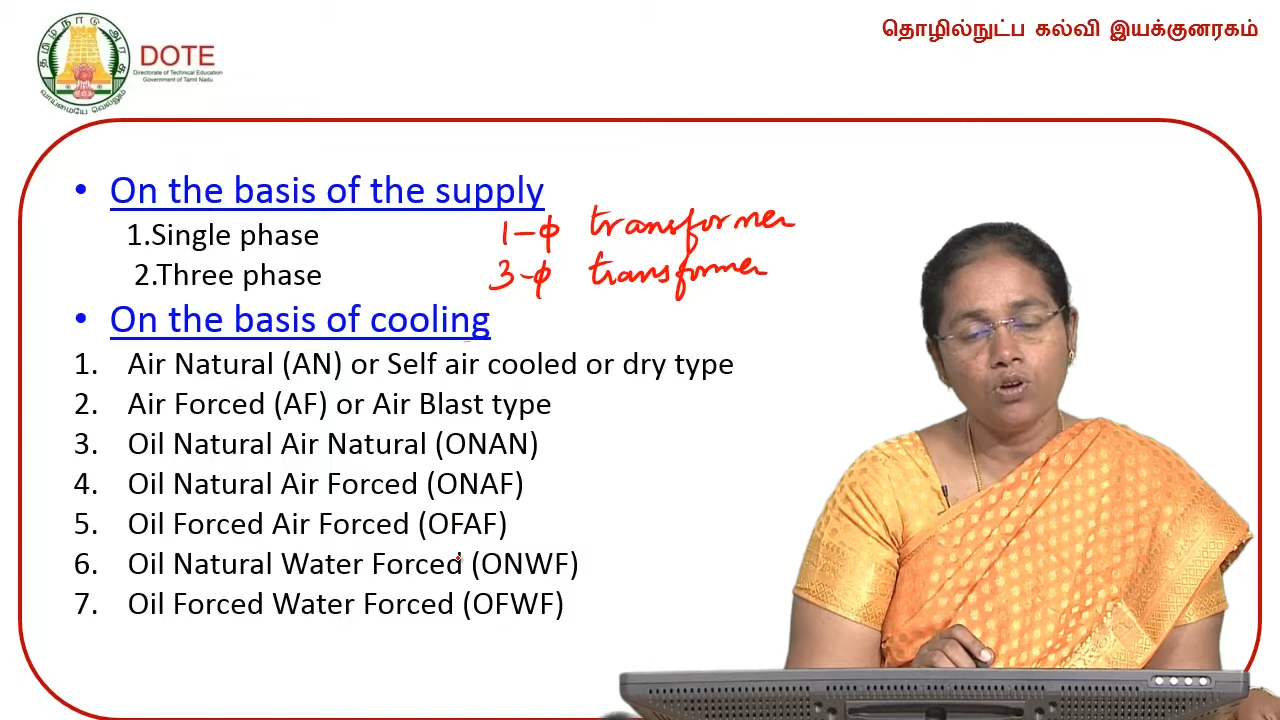 தமிழ்நாடு அரசு
வாய்மையே வெல்லும்
DOTE
Directorate of Technical Education
Government of Tamil Nadu
தொழில்நுட்ப கல்வி இயக்குனரகம்
• On the basis of the supply
1.Single phase 1-ϕ transformer
2.Three phase 3-ϕ transformer
• On the basis of cooling
1. Air Natural (AN) or Self air cooled or dry type
2. Air Forced (AF) or Air Blast type
3. Oil Natural Air Natural (ONAN)
4. Oil Natural Air Forced (ONAF)
5. Oil Forced Air Forced (OFAF)
6. Oil Natural Water Forced (ONWF)
7. Oil Forced Water Forced (OFWF)